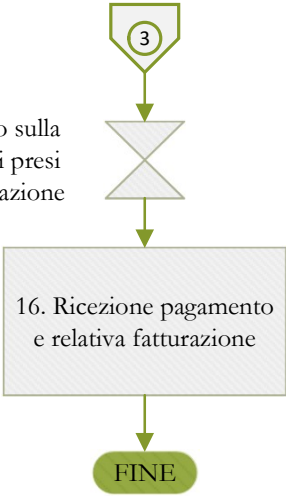 3
o sulla
i presi
azione
16. Ricezione pagamento
e relativa fatturazione
FINE